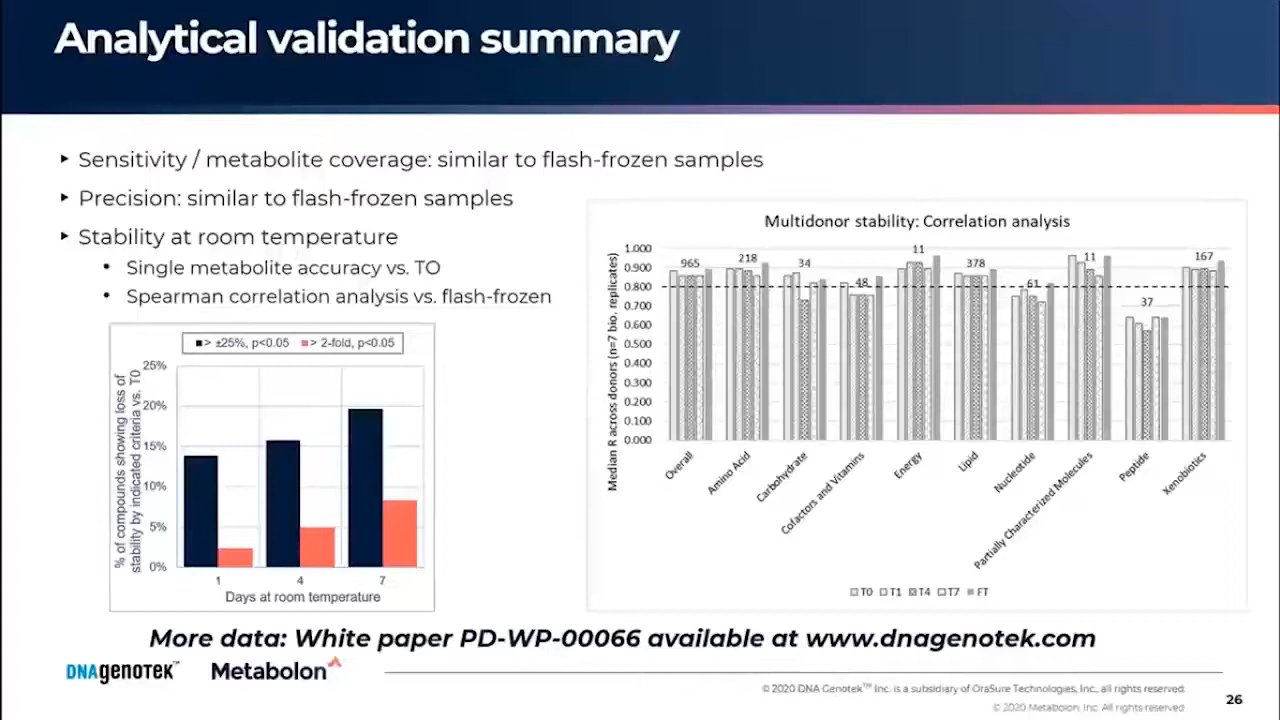 Analytical validation summary
‣ Sensitivity / metabolite coverage: similar to flash-frozen samples
‣ Precision: similar to flash-frozen samples
‣ Stability at room temperature
• Single metabolite accuracy vs. TO
• Spearman correlation analysis vs. flash-frozen
> ±25%, p<0.05 > 2-fold, p<0.05
% of compounds showing loss of
stability by indicated criteria vs. T0
25%
20%
15%
10%
5%
0%
1 4 7
Days at room temperature
Multidonor stability: Correlation analysis
Median R across donors (n=7 bio. replicates)
1.000
0.900
0.800
0.700
0.600
0.500
0.400
0.300
0.200
0.100
0.000
965 218 34 48 11 378 61 11 37 167
Overall
Amino Acid
Carbohydrate
Cofactors and Vitamins
Energy
Lipid
Nucleotide
Partially Characterized Molecules
Peptide
Xenobiotics
T0 T1 T4 T7 FT
More data: White paper PD-WP-00066 available at www.dnagenotek.com
DNAgenotek™ Metabolon
© 2020 DNA Genotek™ Inc. is a subsidiary of OraSure Technologies, Inc., all rights reserved.
© 2020 Metabolon, Inc. All rights reserved
26